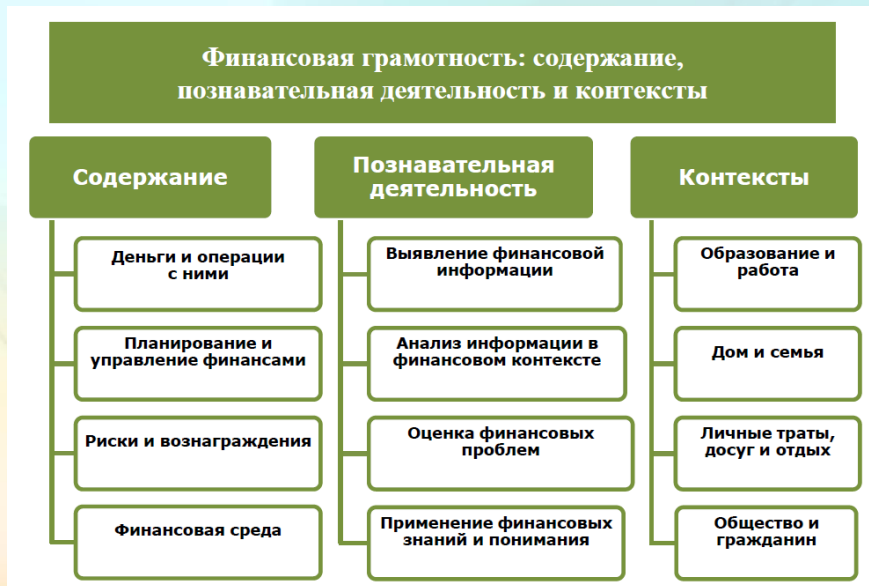 Финансовая грамотность: содержание,
познавательная деятельность и контексты
Содержание
Деньги и операции
с ними
Планирование и
управление финансами
Риски и вознаграждения
Финансовая среда
Познавательная
деятельность
Выявление финансовой
информации
Анализ информации в
финансовом контексте
Оценка финансовых
проблем
Применение финансовых
знаний и понимания
Контексты
Образование и
работа
Дом и семья
Личные траты,
досуг и отдых
Общество и
гражданин